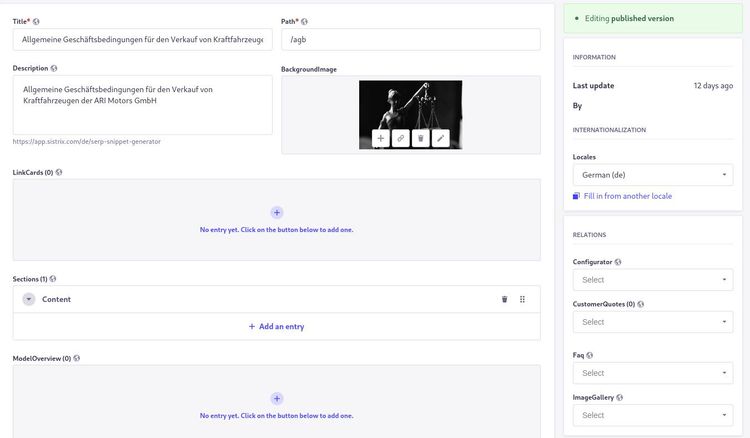 Title*
Allgemeine Geschäftsbedingungen für den Verkauf von Kraftfahrzeuge
Path*
/agb
Description
Allgemeine Geschäftsbedingungen für den Verkauf von
Kraftfahrzeugen der ARI Motors GmbH
https://app.sistrix.com/de/serp-snippet-generator
BackgroundImage
LinkCards (0)
No entry yet. Click on the button below to add one.
Sections (1)
Content
Add an entry
ModelOverview (0)
No entry yet. Click on the button below to add one.
Editing published version
INFORMATION
Last update 12 days ago
By
INTERNATIONALIZATION
Locales
German (de)
Fill in from another locale
RELATIONS
Configurator
Select
CustomerQuotes (0)
Select
Faq
Select
ImageGallery
Select